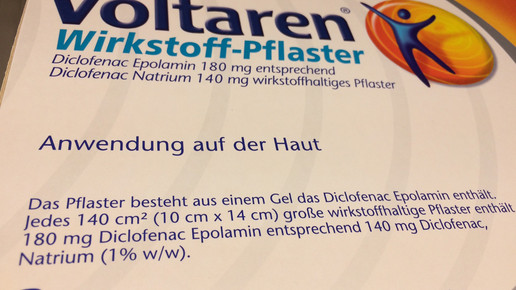 Voltaren®
Wirkstoff-Pflaster
Diclofenac Epolamin 180 mg entsprechend
Diclofenac Natrium 140 mg wirkstoffhaltiges Pflaster
Anwendung auf der Haut
Das Pflaster besteht aus einem Gel das Diclofenac Epolamin enthält.
Jedes 140 cm² (10 cm x 14 cm) große wirkstoffhaltige Pflaster enthält
180 mg Diclofenac Epolamin entsprechend 140 mg Diclofenac,
Natrium (1% w/w).